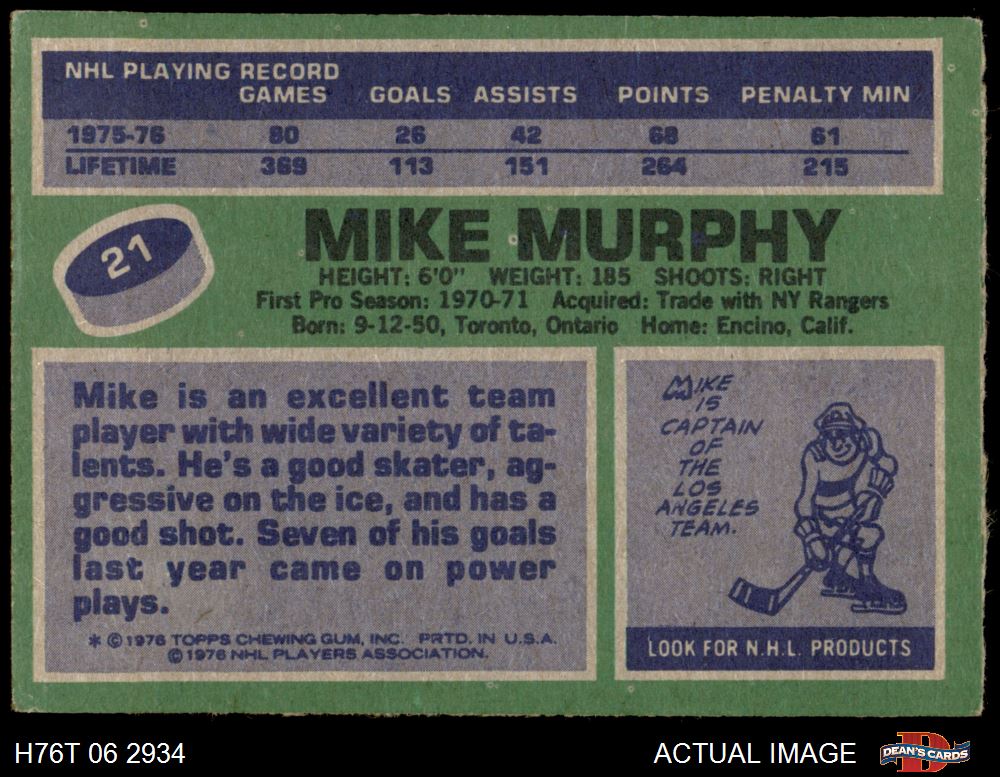 NHL PLAYING RECORD
GAMES GOALS ASSISTS POINTS PENALTY MIN
1975-76 80 26 42 68 61
LIFETIME 369 113 151 264 215
21
MIKE MURPHY
HEIGHT: 6'0" WEIGHT: 185 SHOOTS: RIGHT
First Pro Season: 1970-71 Acquired: Trade with NY Rangers
Born: 9-12-50, Toronto, Ontario Home: Encino, Calif.
Mike is an excellent team
player with wide variety of ta-
lents. He's a good skater, ag-
gressive on the ice, and has a
good shot. Seven of his goals
last year came on power
plays.
* © 1976 TOPPS CHEWING GUM, INC. PRTD. IN U.S.A.
© 1976 NHL PLAYERS ASSOCIATION.
MIKE
IS
CAPTAIN
OF
THE
LOS
ANGELES
TEAM.
LOOK FOR N.H.L. PRODUCTS
H76T 06 2934
ACTUAL IMAGE
DEAN'S CARDS